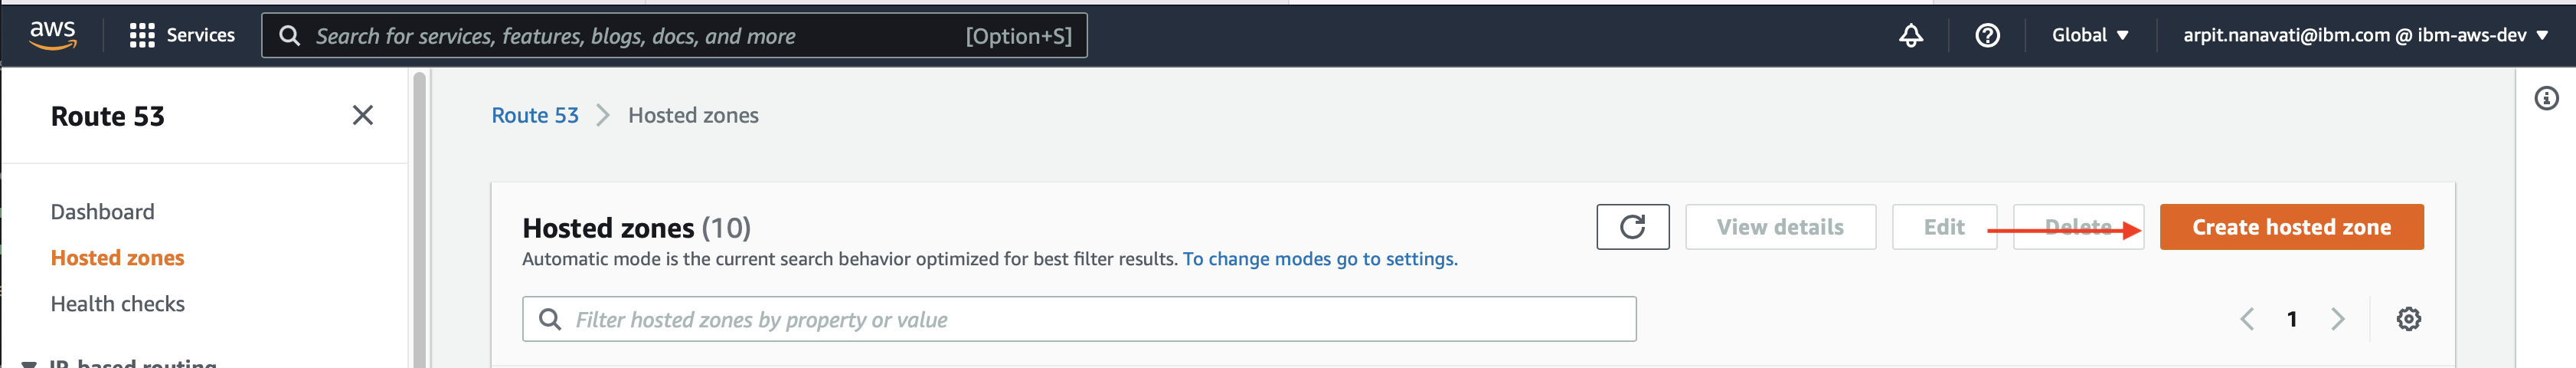 aws
Services
Search for services, features, blogs, docs, and more [Option+S]
Global
arpit.nanavati@ibm.com @ ibm-aws-dev
Route 53
Dashboard
Hosted zones
Health checks
IP-based routing
Route 53 > Hosted zones
Hosted zones (10)
Automatic mode is the current search behavior optimized for best filter results. To change modes go to settings.
View details
Edit
Delete
Create hosted zone
Filter hosted zones by property or value
1